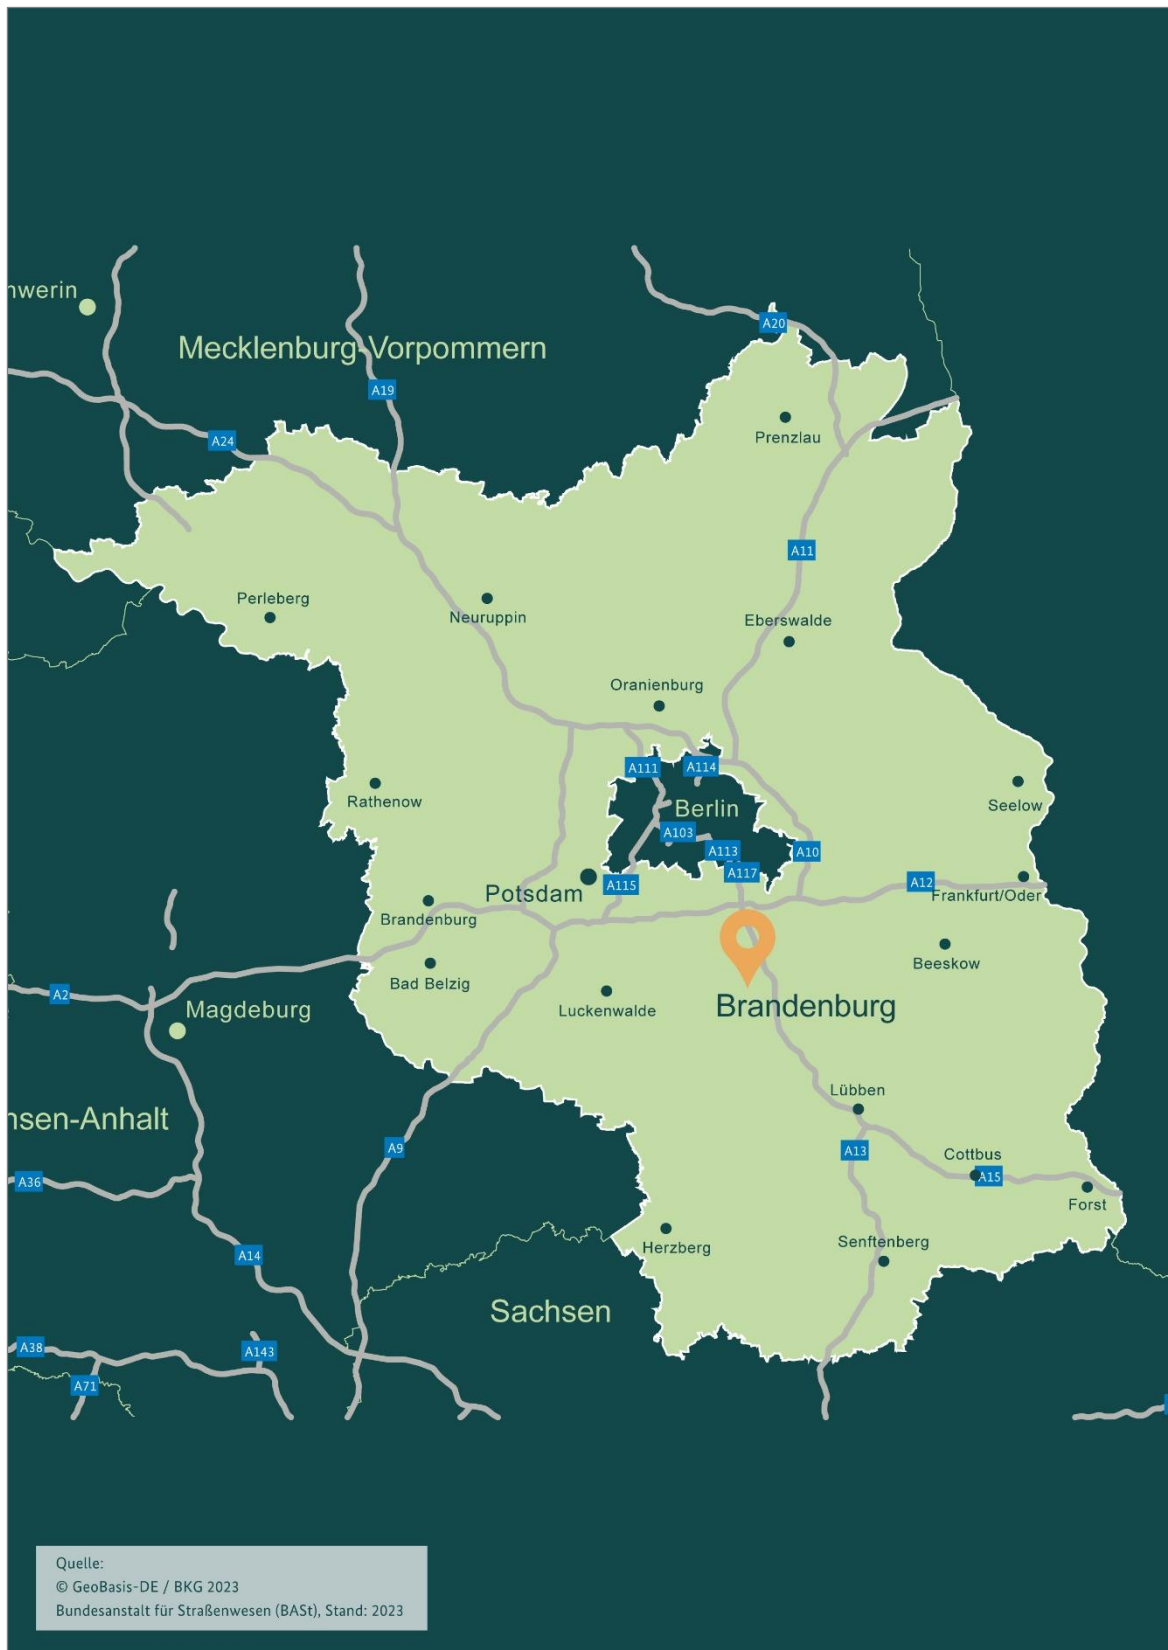 hwerin
A20
Mecklenburg-Vorpommern
A19
Prenzlau
A24
A11
Perleberg
Neuruppin
Eberswalde
Oranienburg
A111
A114
Rathenow
Berlin
Seelow
A103
A113
A10
A117
Potsdam
A115
A12
Frankfurt/Oder
Brandenburg
Beeskow
Bad Belzig
A2
Magdeburg
Luckenwalde
Brandenburg
Lübben
hsen-Anhalt
A9
A13
Cottbus
A15
A36
Forst
Herzberg
Senftenberg
A14
Sachsen
A38
A143
A71
Quelle:
© GeoBasis-DE / BKG 2023
Bundesanstalt für Straßenwesen (BASt), Stand: 2023